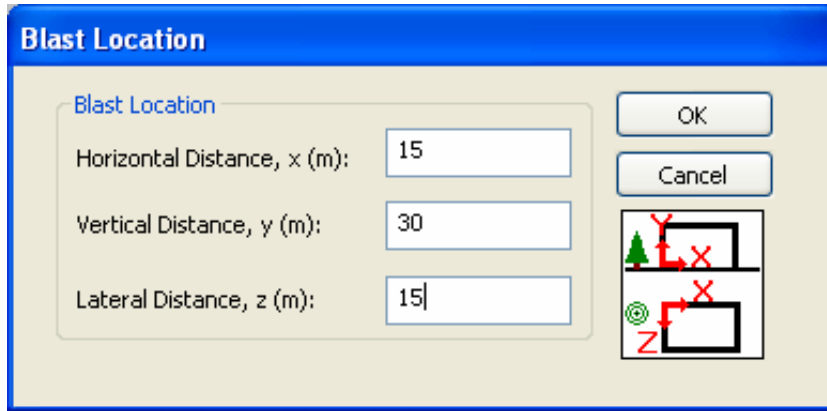 Blast Location
Blast Location
Horizontal Distance, x (m): 15
Vertical Distance, y (m): 30
Lateral Distance, z (m): 15
OK
Cancel
Y
X
X
Z